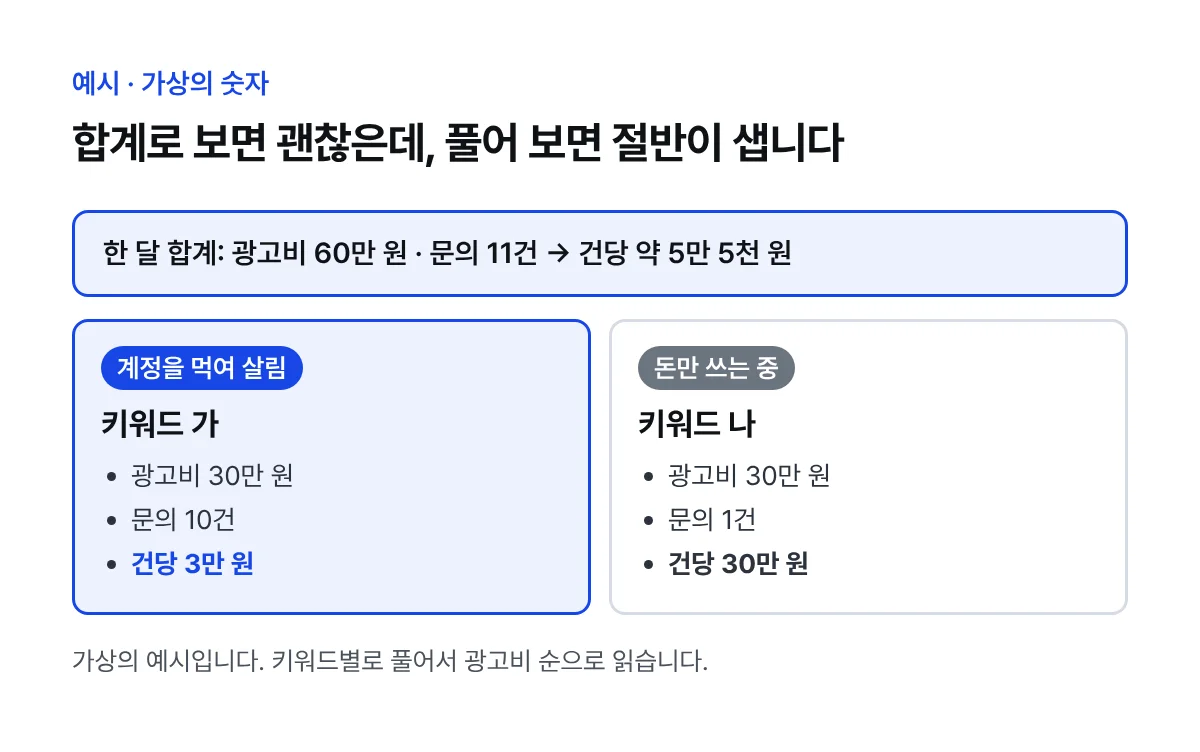 예시 · 가상의 숫자
합계로 보면 괜찮은데, 풀어 보면 절반이 샙니다
한 달 합계: 광고비 60만 원 · 문의 11건 → 건당 약 5만 5천 원
계정을 먹여 살림
키워드 가
• 광고비 30만 원
• 문의 10건
• 건당 3만 원
돈만 쓰는 중
키워드 나
• 광고비 30만 원
• 문의 1건
• 건당 30만 원
가상의 예시입니다. 키워드별로 풀어서 광고비 순으로 읽습니다.